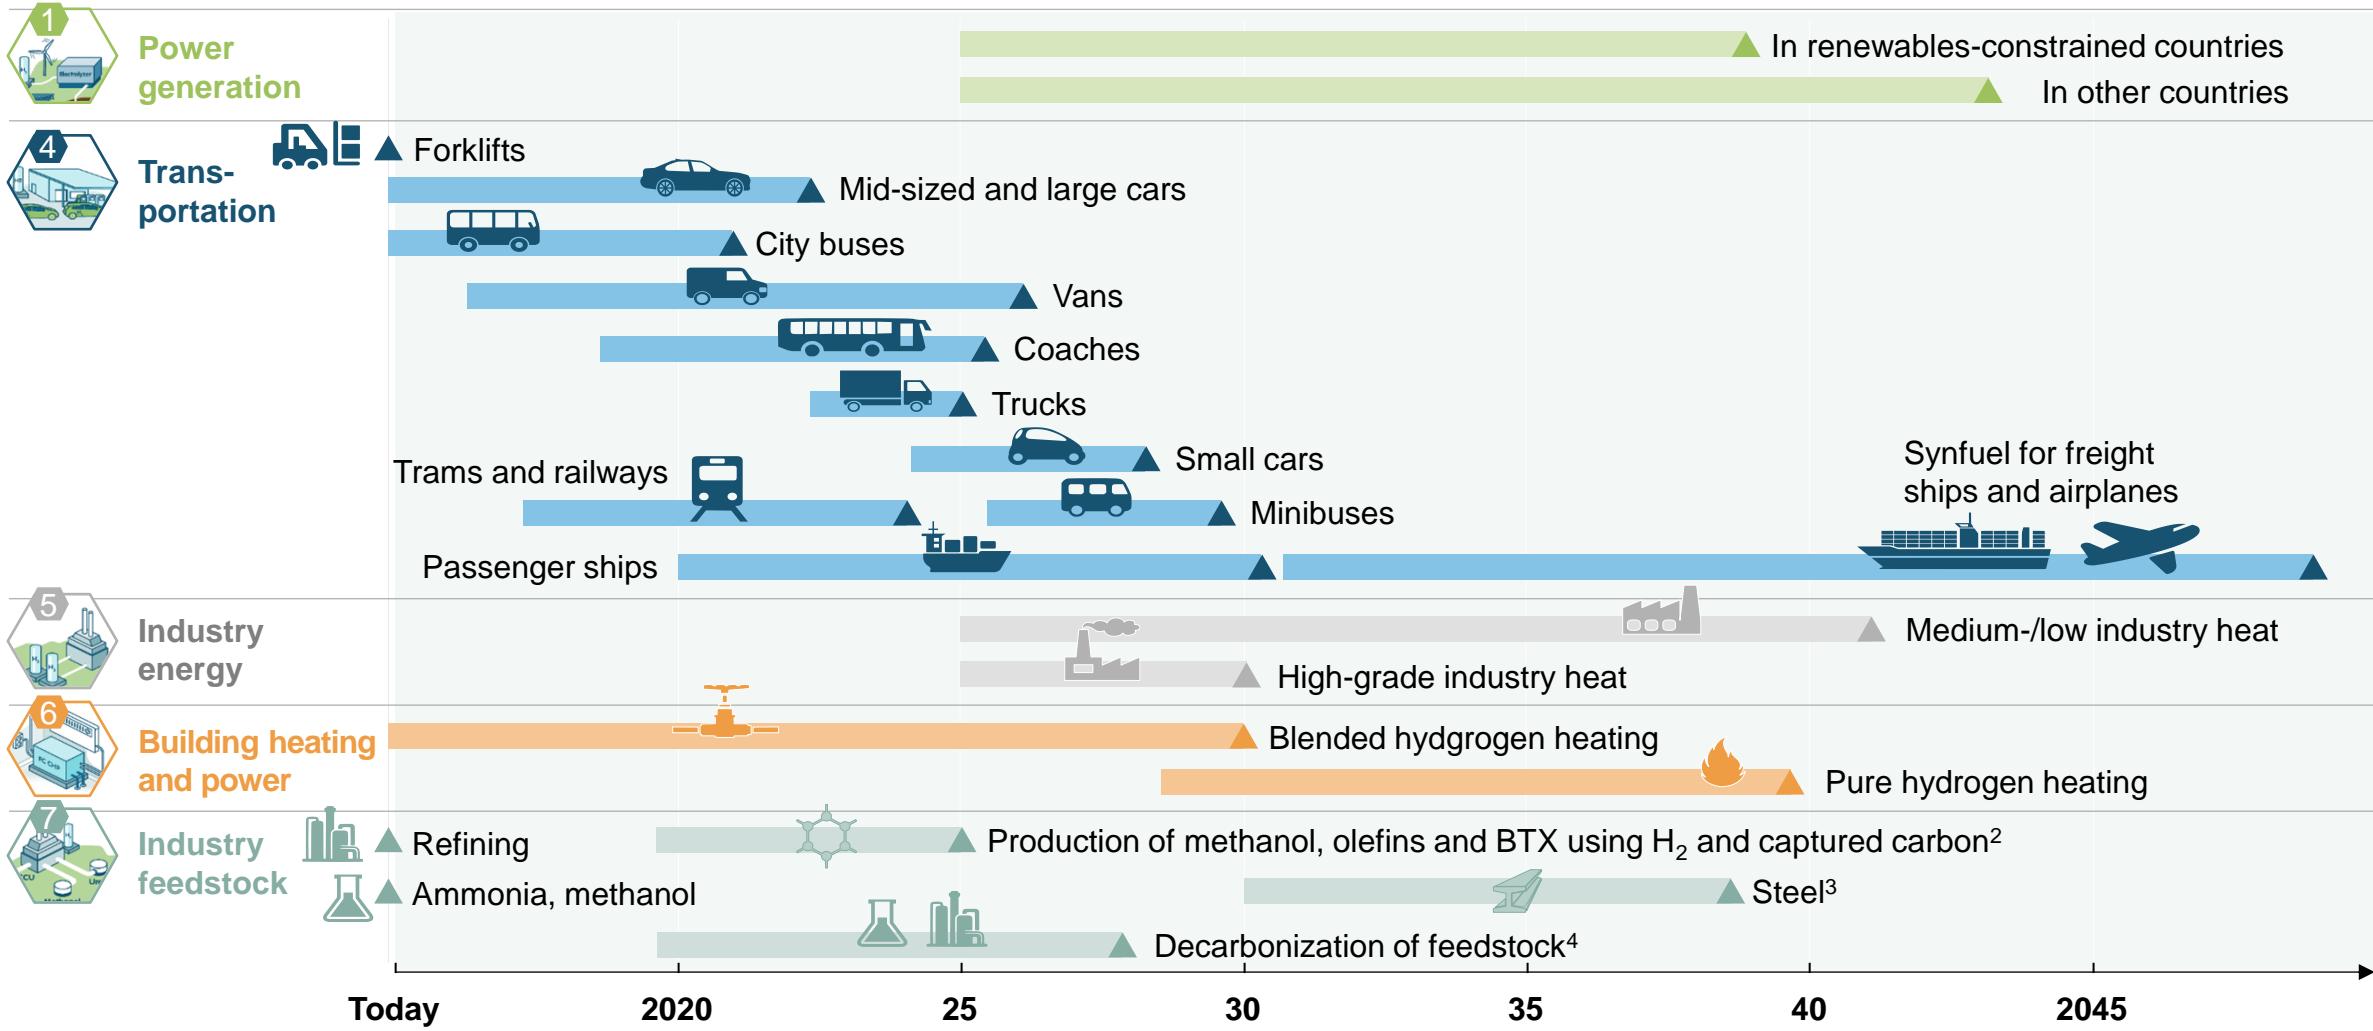 1
Power
generation
In renewables-constrained countries
In other countries
Electrolyzer
4
Trans-
portation
Forklifts
Mid-sized and large cars
City buses
Vans
Coaches
Trucks
Small cars
Trams and railways
Minibuses
Synfuel for freight
ships and airplanes
Passenger ships
5
Industry
energy
Medium-/low industry heat
High-grade industry heat
6
Building heating
and power
FC CHP
Blended hydgrogen heating
Pure hydrogen heating
7
Industry
feedstock
Refining
Production of methanol, olefins and BTX using H₂ and captured carbon²
Ammonia, methanol
Steel³
Decarbonization of feedstock⁴
Today 2020 25 30 35 40 2045